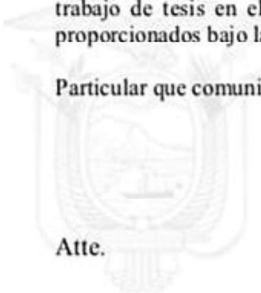 trabajo de tesis en el
proporcionados bajo la
Particular que comuni
Atte.